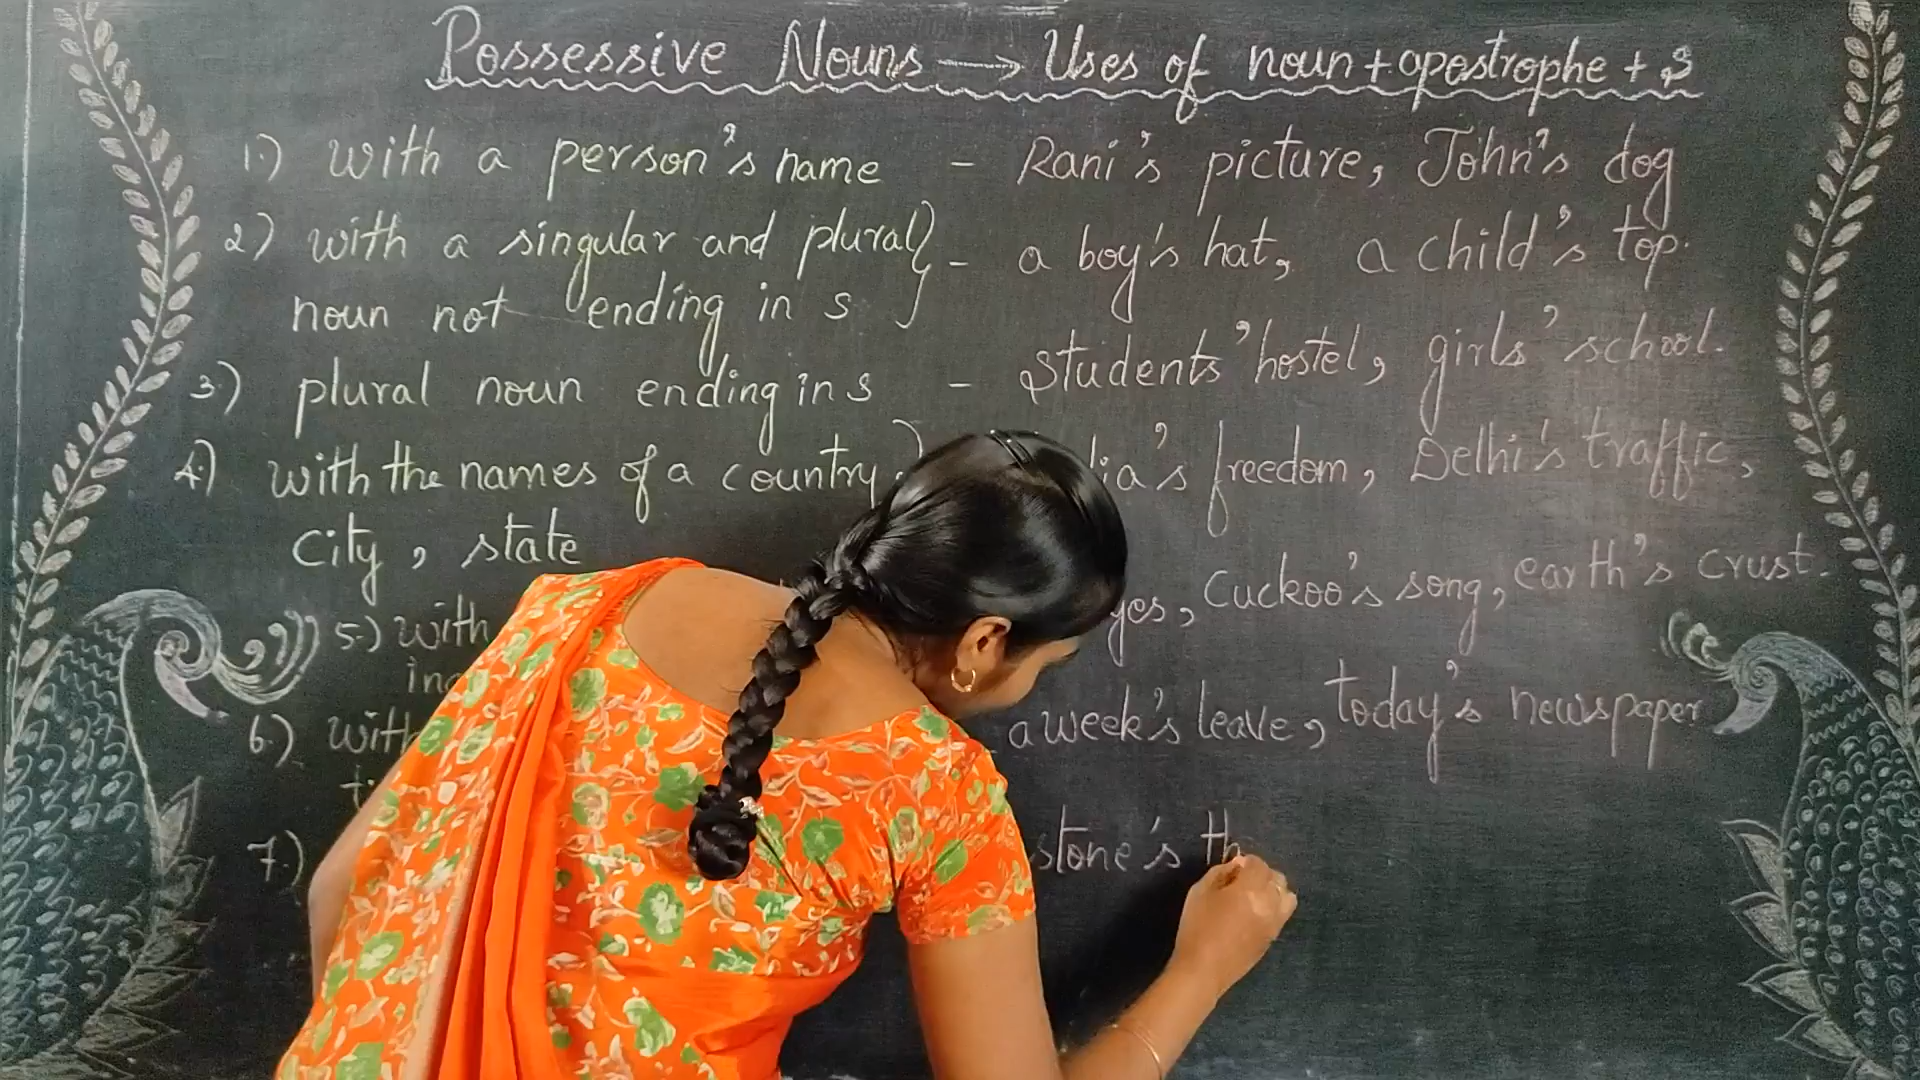 Possessive Nouns → Uses of noun + apostrophe + s
1.) with a person's name - Rani's picture, John's dog
2) with a singular and plural } - a boy's hat, a child's top.
noun not ending in s
3.) plural noun ending in s - students' hostel, girls' school.
4.) with the names of a country, freedom, Delhi's traffic,
city, state
5.) with Cuckoo's song, earth's crust.
6.) with a week's leave, today's newspaper
7.) stone's th